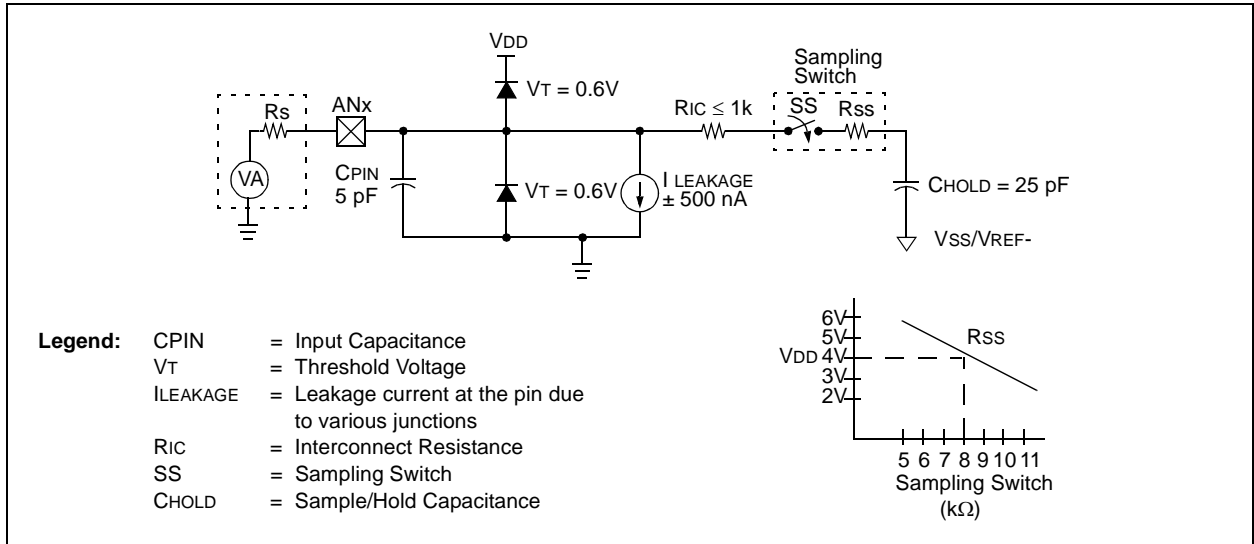 VDD
Sampling
Switch
VT = 0.6V
Rs
ANx
RIC ≤ 1k
SS
RSS
VA
CPIN
5 pF
VT = 0.6V
I LEAKAGE
± 500 nA
CHOLD = 25 pF
VSS/VREF-
Legend: CPIN = Input Capacitance
VT = Threshold Voltage
ILEAKAGE = Leakage current at the pin due
to various junctions
RIC = Interconnect Resistance
SS = Sampling Switch
CHOLD = Sample/Hold Capacitance
6V
5V
VDD 4V
3V
2V
RSS
5 6 7 8 9 10 11
Sampling Switch
(kΩ)